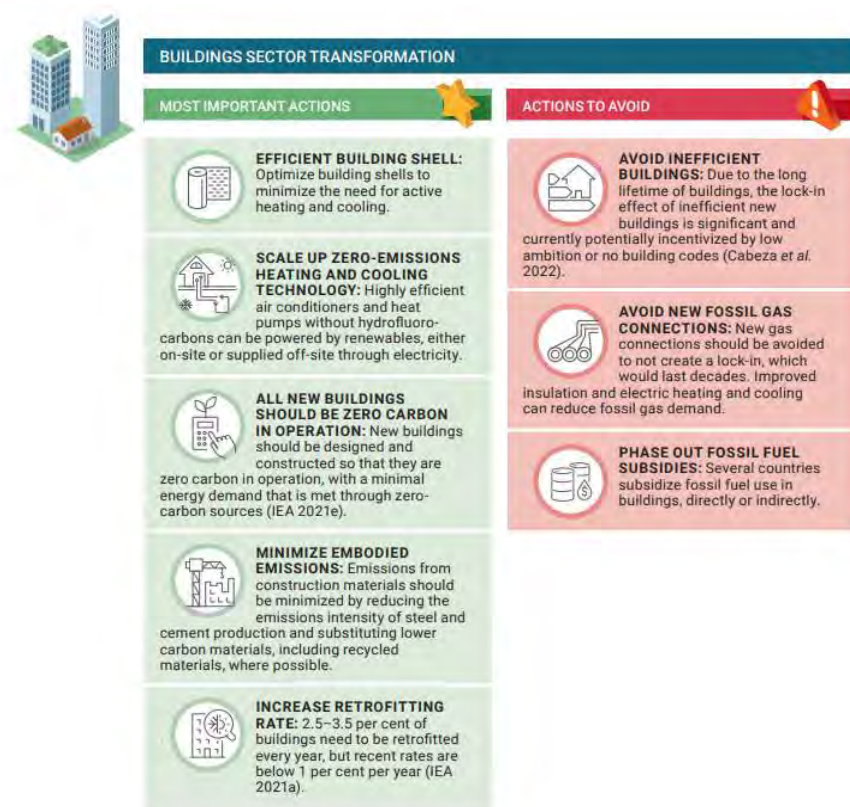 BUILDINGS SECTOR TRANSFORMATION
MOST IMPORTANT ACTIONS
EFFICIENT BUILDING SHELL:
Optimize building shells to
minimize the need for active
heating and cooling.
SCALE UP ZERO-EMISSIONS
HEATING AND COOLING
TECHNOLOGY: Highly efficient
air conditioners and heat
pumps without hydrofluoro-
carbons can be powered by renewables, either
on-site or supplied off-site through electricity.
ALL NEW BUILDINGS
SHOULD BE ZERO CARBON
IN OPERATION: New buildings
should be designed and
constructed so that they are
zero carbon in operation, with a minimal
energy demand that is met through zero-
carbon sources (IEA 2021e).
MINIMIZE EMBODIED
EMISSIONS: Emissions from
construction materials should
be minimized by reducing the
emissions intensity of steel and
cement production and substituting lower
carbon materials, including recycled
materials, where possible.
INCREASE RETROFITTING
RATE: 2.5–3.5 per cent of
buildings need to be retrofitted
every year, but recent rates are
below 1 per cent per year (IEA
2021a).
ACTIONS TO AVOID
AVOID INEFFICIENT
BUILDINGS: Due to the long
lifetime of buildings, the lock-in
effect of inefficient new
buildings is significant and
currently potentially incentivized by low
ambition or no building codes (Cabeza et al.
2022).
AVOID NEW FOSSIL GAS
CONNECTIONS: New gas
connections should be avoided
to not create a lock-in, which
would last decades. Improved
insulation and electric heating and cooling
can reduce fossil gas demand.
PHASE OUT FOSSIL FUEL
SUBSIDIES: Several countries
subsidize fossil fuel use in
buildings, directly or indirectly.